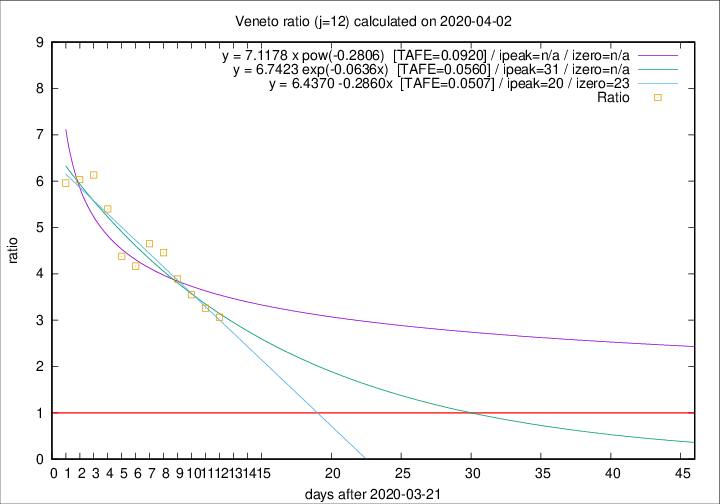 Veneto ratio (j=12) calculated on 2020-04-02
y = 7.1178 x pow(-0.2806) [TAFE=0.0920] / ipeak=n/a / izero=n/a
y = 6.7423 exp(-0.0636x) [TAFE=0.0560] / ipeak=31 / izero=n/a
y = 6.4370 -0.2860x [TAFE=0.0507] / ipeak=20 / izero=23
Ratio
9
8
7
6
5
4
3
2
1
0
ratio
0 1 2 3 4 5 6 7 8 9 10 11 12 13 14 15 20 25 30 35 40 45
days after 2020-03-21